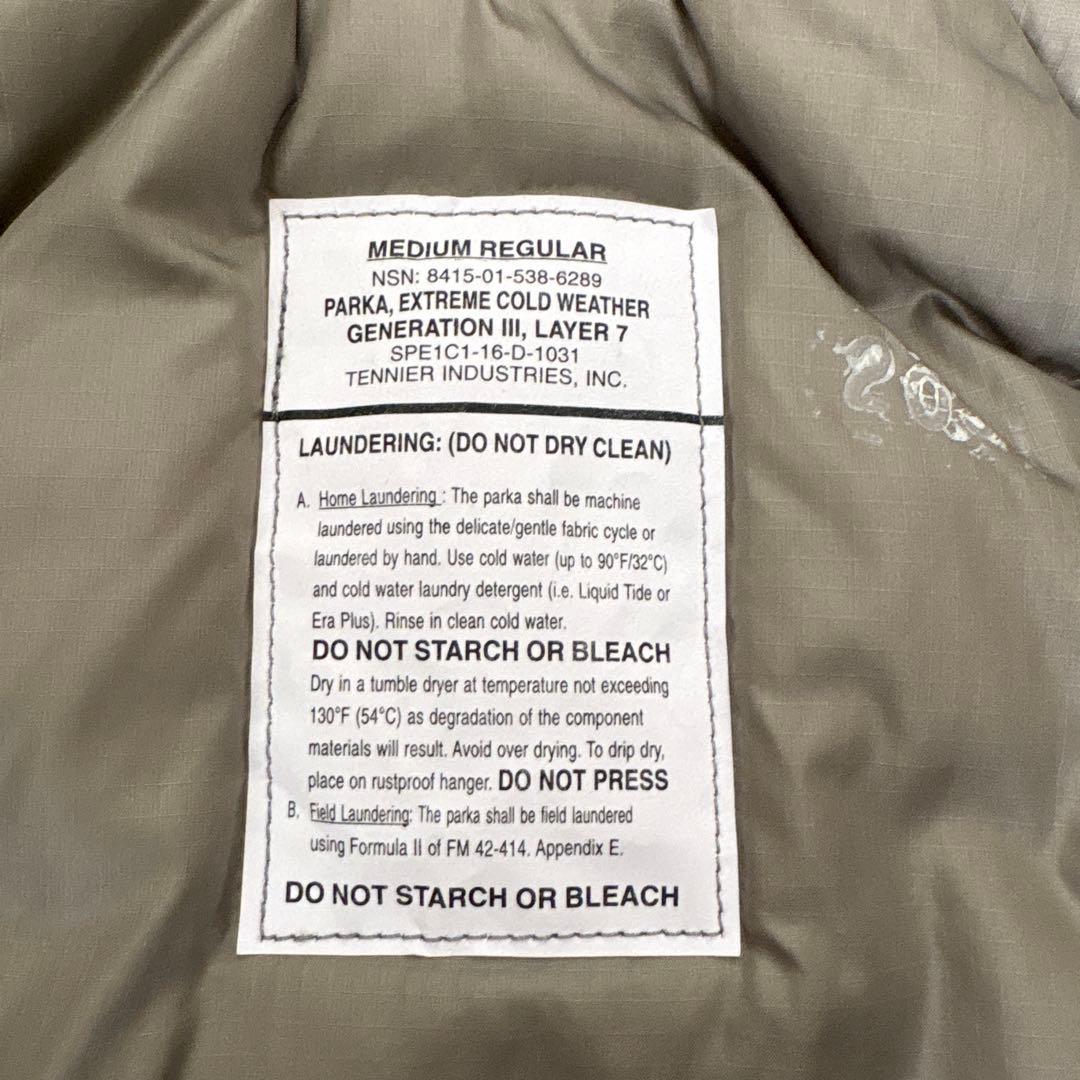 MEDIUM REGULAR
NSN: 8415-01-538-6289
PARKA, EXTREME COLD WEATHER
GENERATION III, LAYER 7
SPE1C1-16-D-1031
TENNIER INDUSTRIES, INC.
LAUNDERING: (DO NOT DRY CLEAN)
A. Home Laundering : The parka shall be machine
laundered using the delicate/gentle fabric cycle or
laundered by hand. Use cold water (up to 90°F/32°C)
and cold water laundry detergent (i.e. Liquid Tide or
Era Plus). Rinse in clean cold water.
DO NOT STARCH OR BLEACH
Dry in a tumble dryer at temperature not exceeding
130°F (54°C) as degradation of the component
materials will result. Avoid over drying. To drip dry,
place on rustproof hanger. DO NOT PRESS
B. Field Laundering: The parka shall be field laundered
using Formula II of FM 42-414. Appendix E.
DO NOT STARCH OR BLEACH